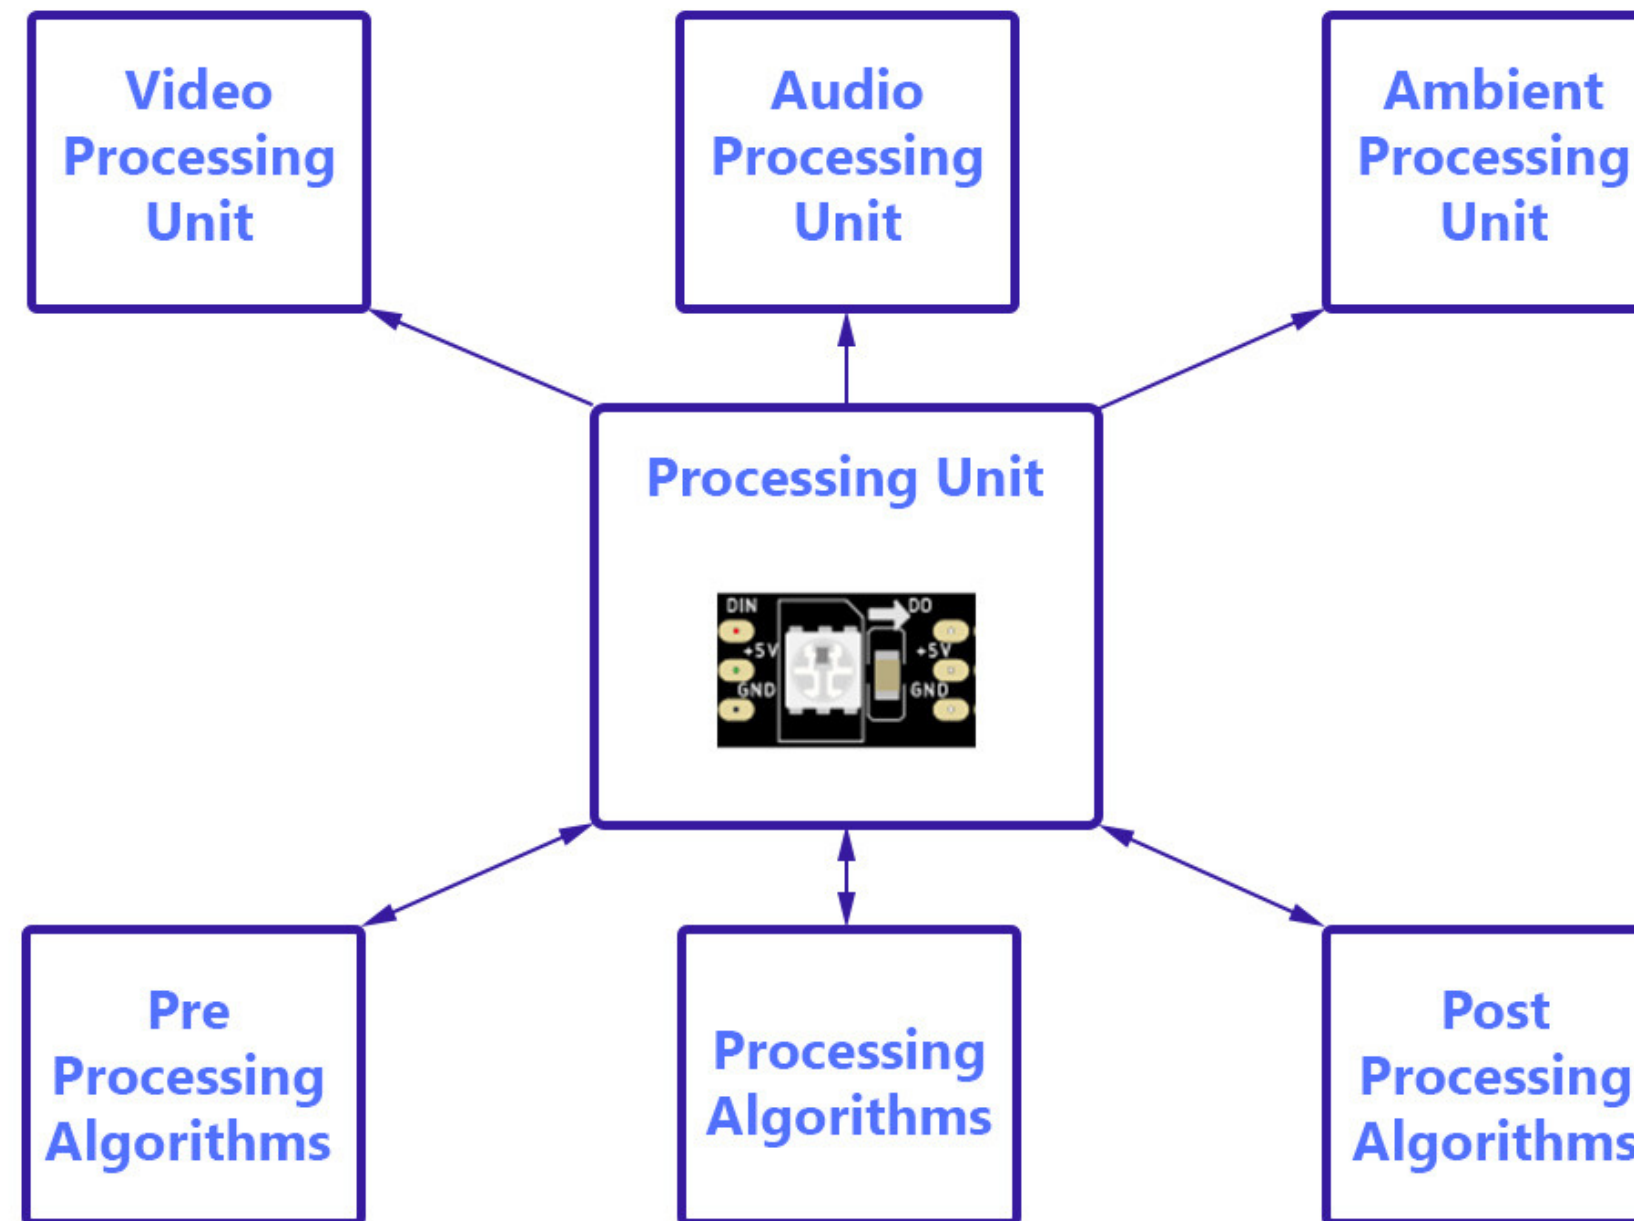 Video
Processing
Unit
Audio
Processing
Unit
Ambient
Processing
Unit
Processing Unit
DIN
DO
+5V
+5V
GND
GND
Pre
Processing
Algorithms
Processing
Algorithms
Post
Processing
Algorithms